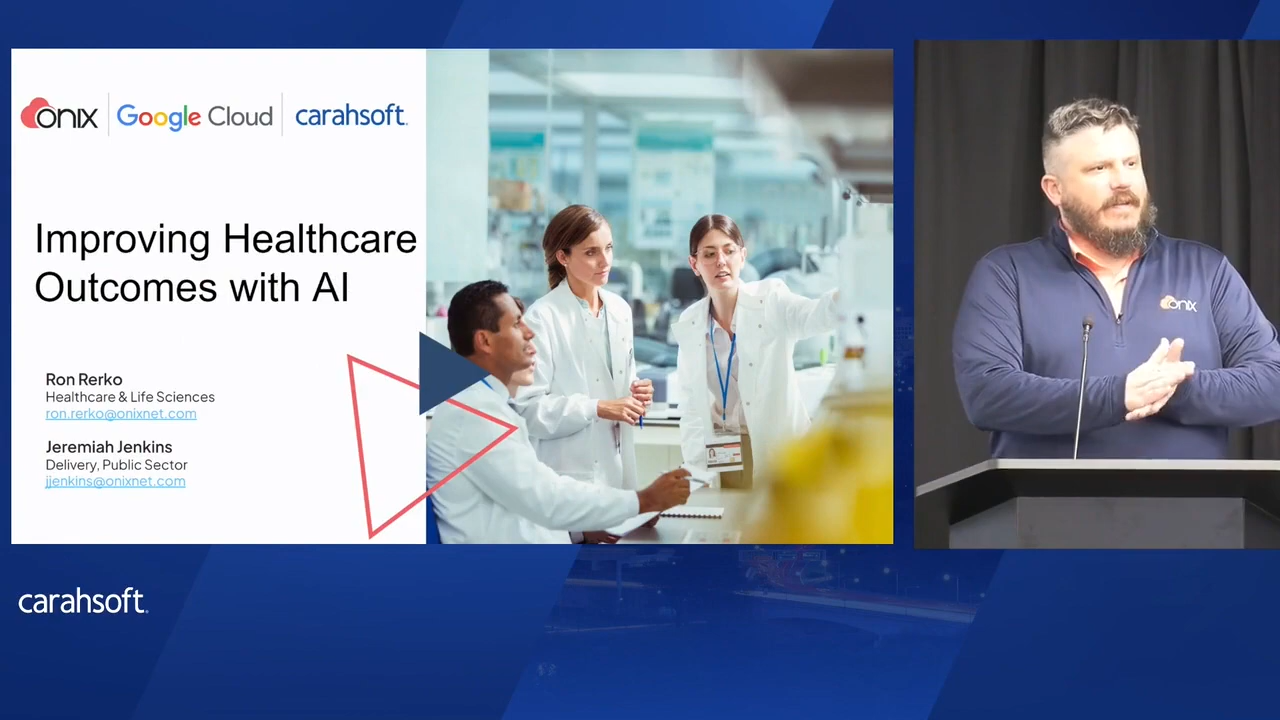 onix Google Cloud carahsoft.
Improving Healthcare
Outcomes with AI
Ron Rerko
Healthcare & Life Sciences
ron.rerko@onixnet.com
Jeremiah Jenkins
Delivery, Public Sector
jjenkins@onixnet.com
onix
carahsoft.